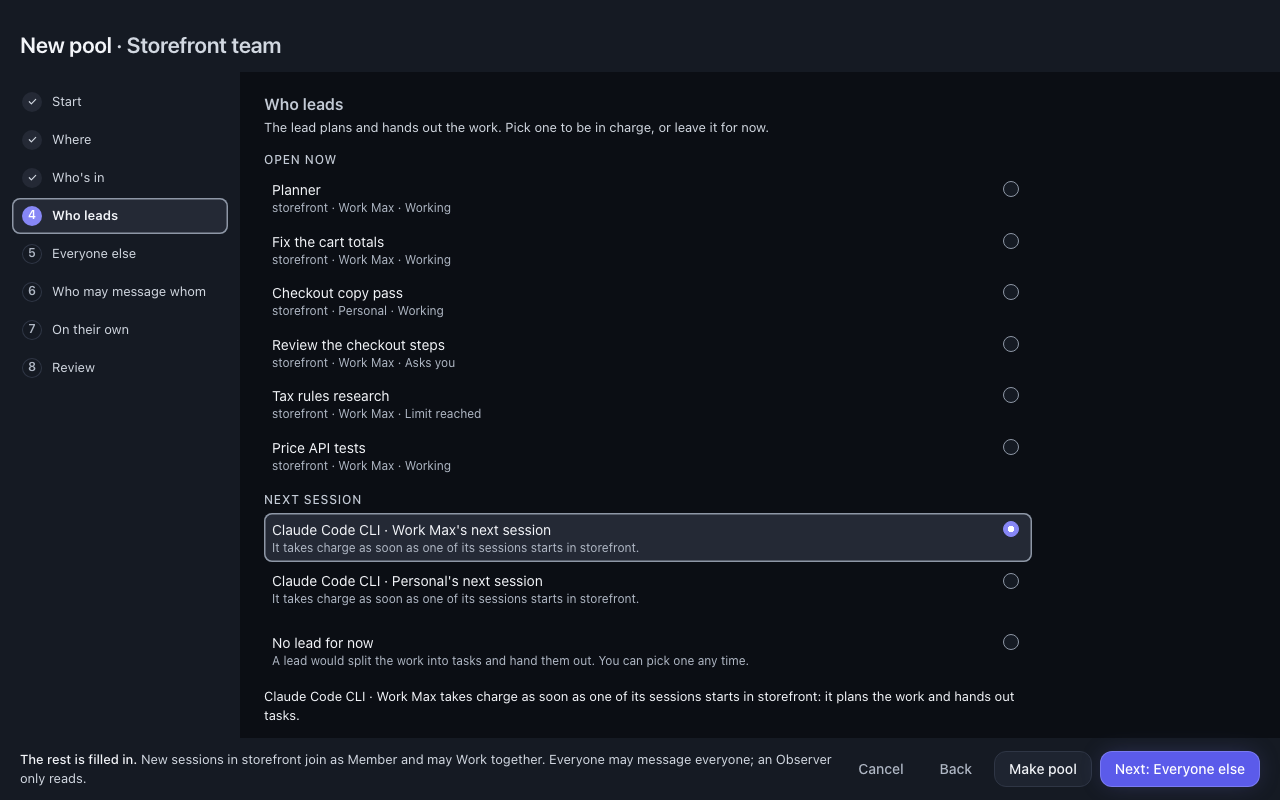 New pool · Storefront team
Start
Where
Who's in
4 Who leads
5 Everyone else
6 Who may message whom
7 On their own
8 Review
Who leads
The lead plans and hands out the work. Pick one to be in charge, or leave it for now.
OPEN NOW
Planner
storefront · Work Max · Working
Fix the cart totals
storefront · Work Max · Working
Checkout copy pass
storefront · Personal · Working
Review the checkout steps
storefront · Work Max · Asks you
Tax rules research
storefront · Work Max · Limit reached
Price API tests
storefront · Work Max · Working
NEXT SESSION
Claude Code CLI · Work Max's next session
It takes charge as soon as one of its sessions starts in storefront.
Claude Code CLI · Personal's next session
It takes charge as soon as one of its sessions starts in storefront.
No lead for now
A lead would split the work into tasks and hand them out. You can pick one any time.
Claude Code CLI · Work Max takes charge as soon as one of its sessions starts in storefront: it plans the work and hands out
tasks.
The rest is filled in. New sessions in storefront join as Member and may Work together. Everyone may message everyone; an Observer
only reads.
Cancel
Back
Make pool
Next: Everyone else